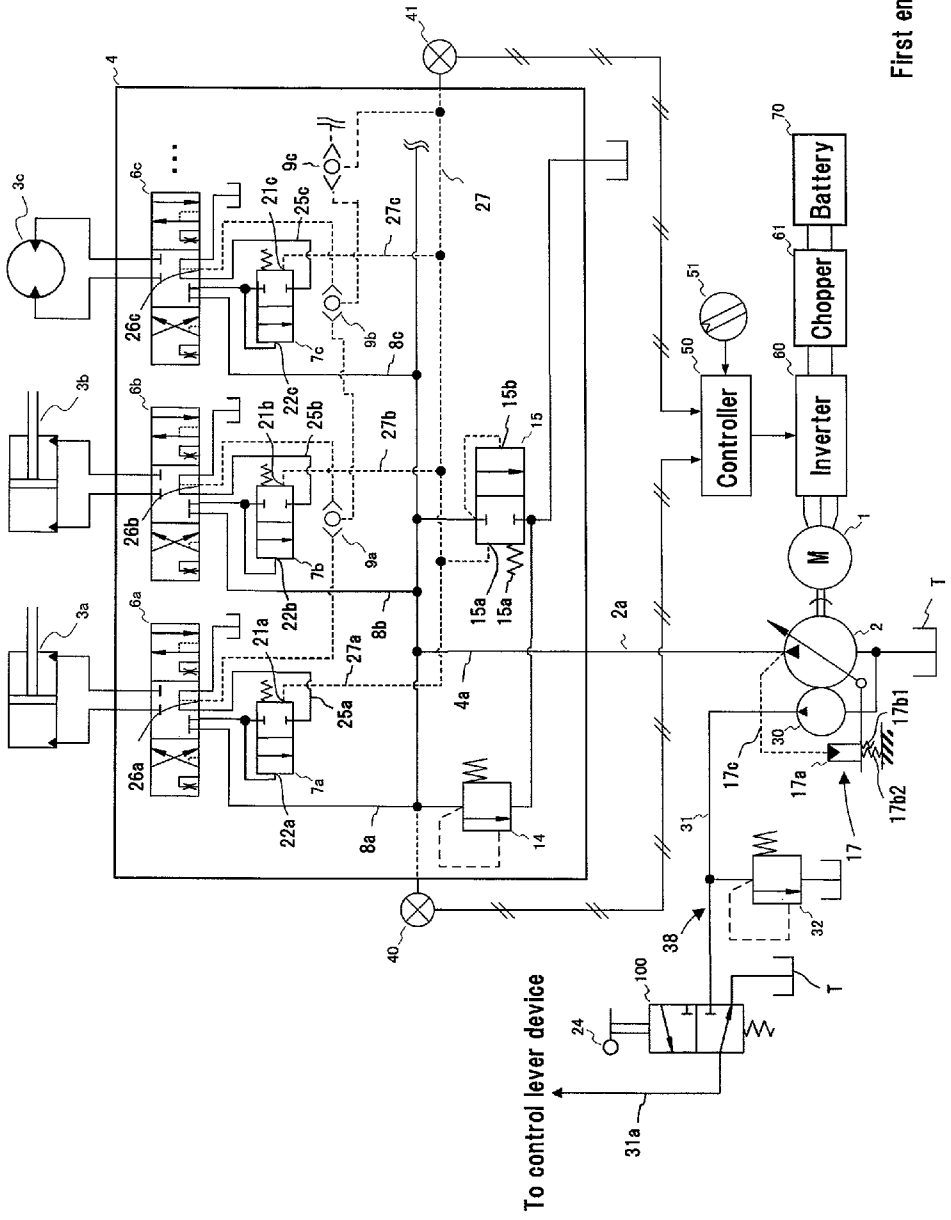 3c
3b
3a
4
41
6c
...
6b
6a
26c
21c
25c
9c
27
26b
21b
25b
9b
27c
26a
21a
22c
7c
8c
22b
7b
9a
27b
22a
7a
25a
27a
8b
8a
15b
15
15a
15a
14
40
4a
2a
51
50
Controller
60
Inverter
61
Chopper
70
Battery
1
M
2
T
30
17c
17a
17b1
17b2
17
31
32
38
100
24
T
31a
To control lever device
First en